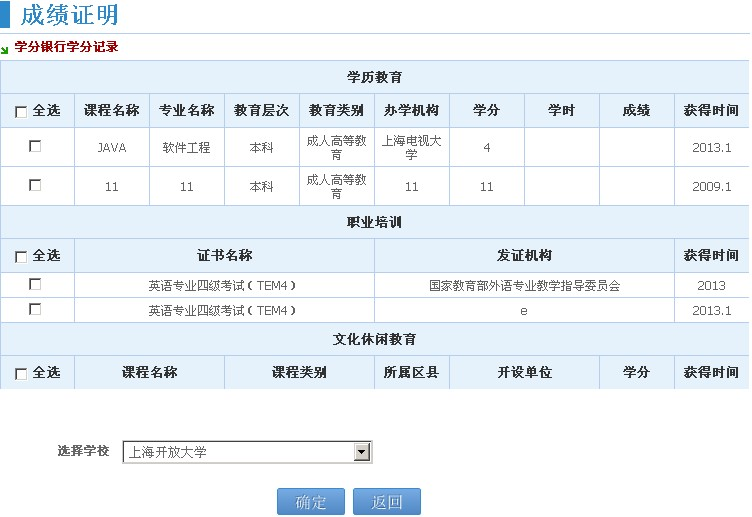 成绩证明
学分银行学分记录
学历教育
全选 课程名称 专业名称 教育层次 教育类别 办学机构 学分 学时 成绩 获得时间
JAVA 软件工程 本科 成人高等教育 上海电视大学 4 2013.1
11 11 本科 成人高等教育 11 11 2009.1
职业培训
全选 证书名称 发证机构 获得时间
英语专业四级考试（TEM4） 国家教育部外语专业教学指导委员会 2013
英语专业四级考试（TEM4） e 2013.1
文化休闲教育
全选 课程名称 课程类别 所属区县 开设单位 学分 获得时间
选择学校 上海开放大学
确定 返回